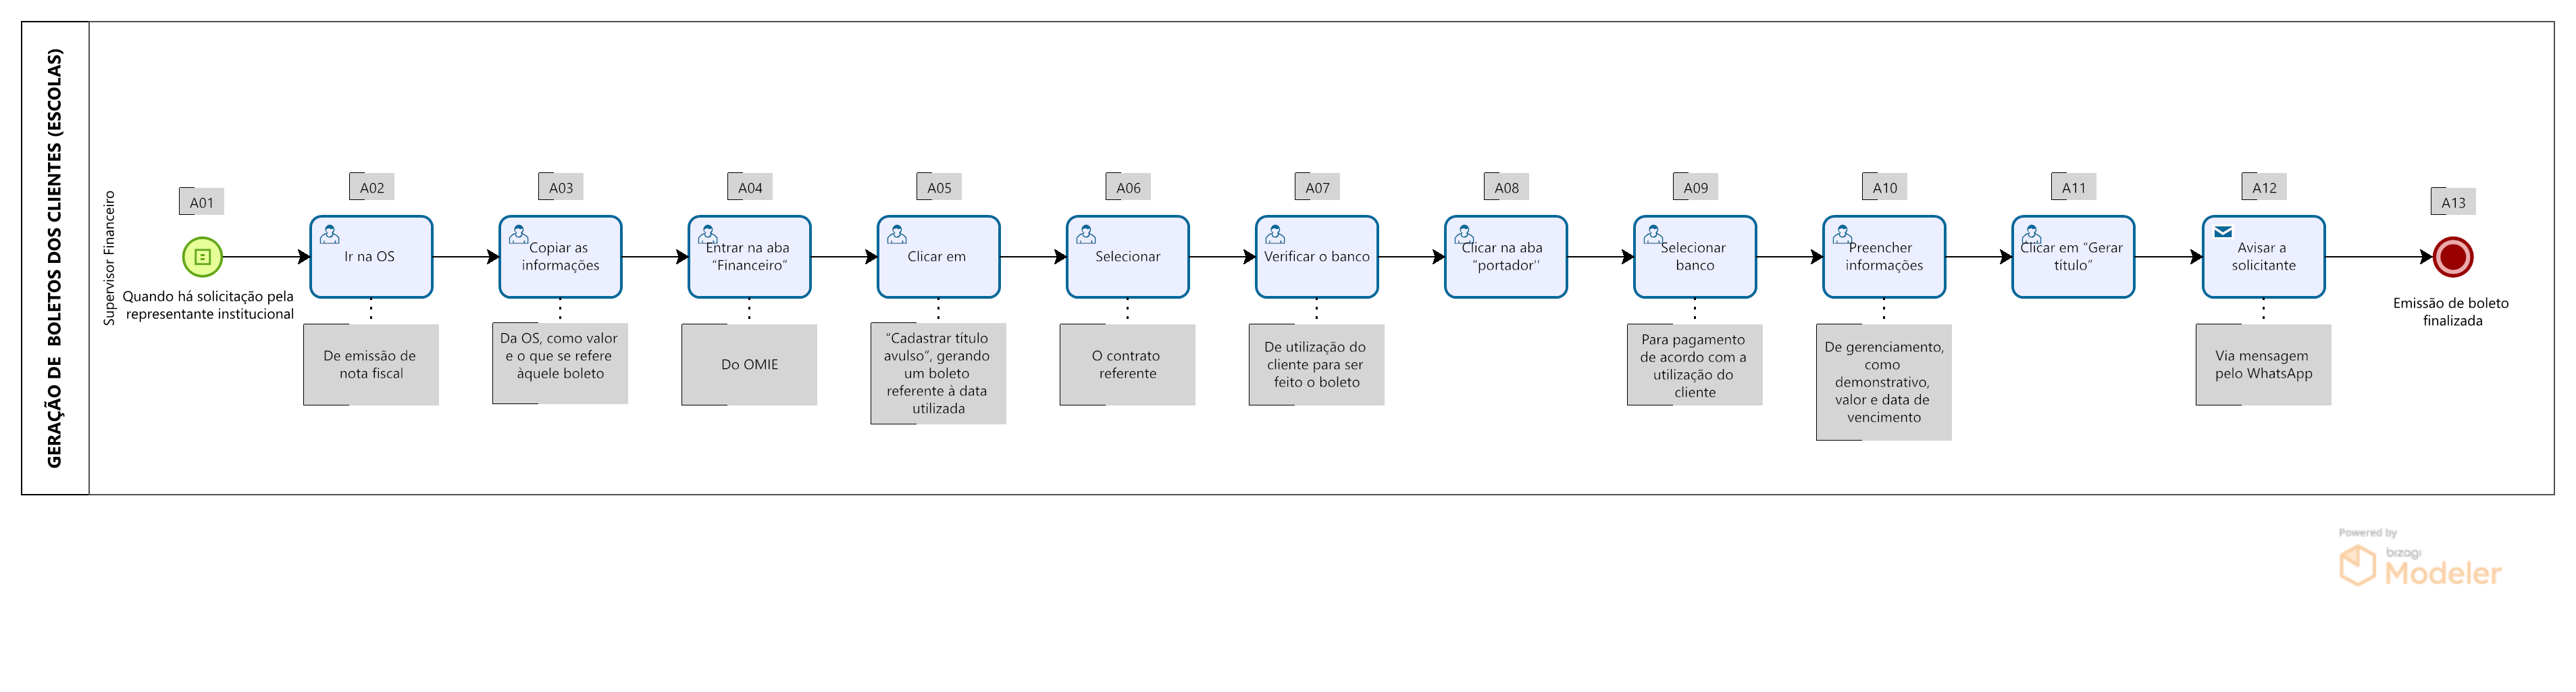 GERAÇÃO DE BOLETOS DOS CLIENTES (ESCOLAS)
Supervisor Financeiro
A01
Quando há solicitação pela
representante institucional
A02
Ir na OS
De emissão de
nota fiscal
A03
Copiar as
informações
Da OS, como valor
e o que se refere
àquele boleto
A04
Entrar na aba
“Financeiro“
Do OMIE
A05
Clicar em
“Cadastrar título
avulso“, gerando
um boleto
referente à data
utilizada
A06
Selecionar
O contrato
referente
A07
Verificar o banco
De utilização do
cliente para ser
feito o boleto
A08
Clicar na aba
“portador''
A09
Selecionar
banco
Para pagamento
de acordo com a
utilização do
cliente
A10
Preencher
informações
De gerenciamento,
como
demonstrativo,
valor e data de
vencimento
A11
Clicar em “Gerar
título”
A12
Avisar a
solicitante
Via mensagem
pelo WhatsApp
A13
Emissão de boleto
finalizada
Powered by
bizagi
Modeler